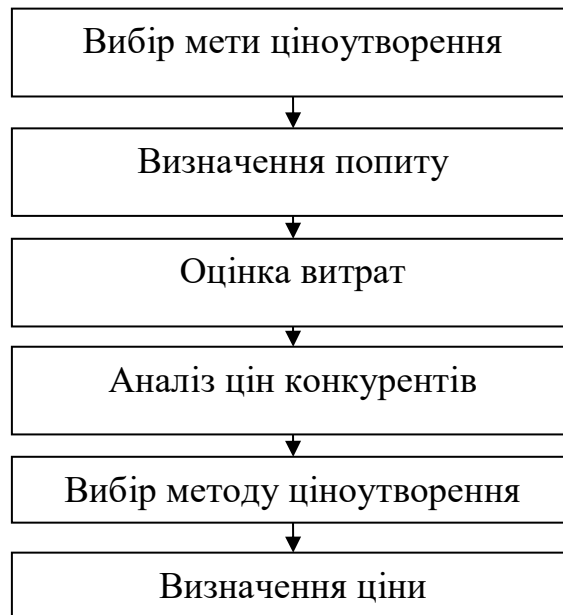 Вибір мети ціноутворення
Визначення попиту
Оцінка витрат
Аналіз цін конкурентів
Вибір методу ціноутворення
Визначення ціни